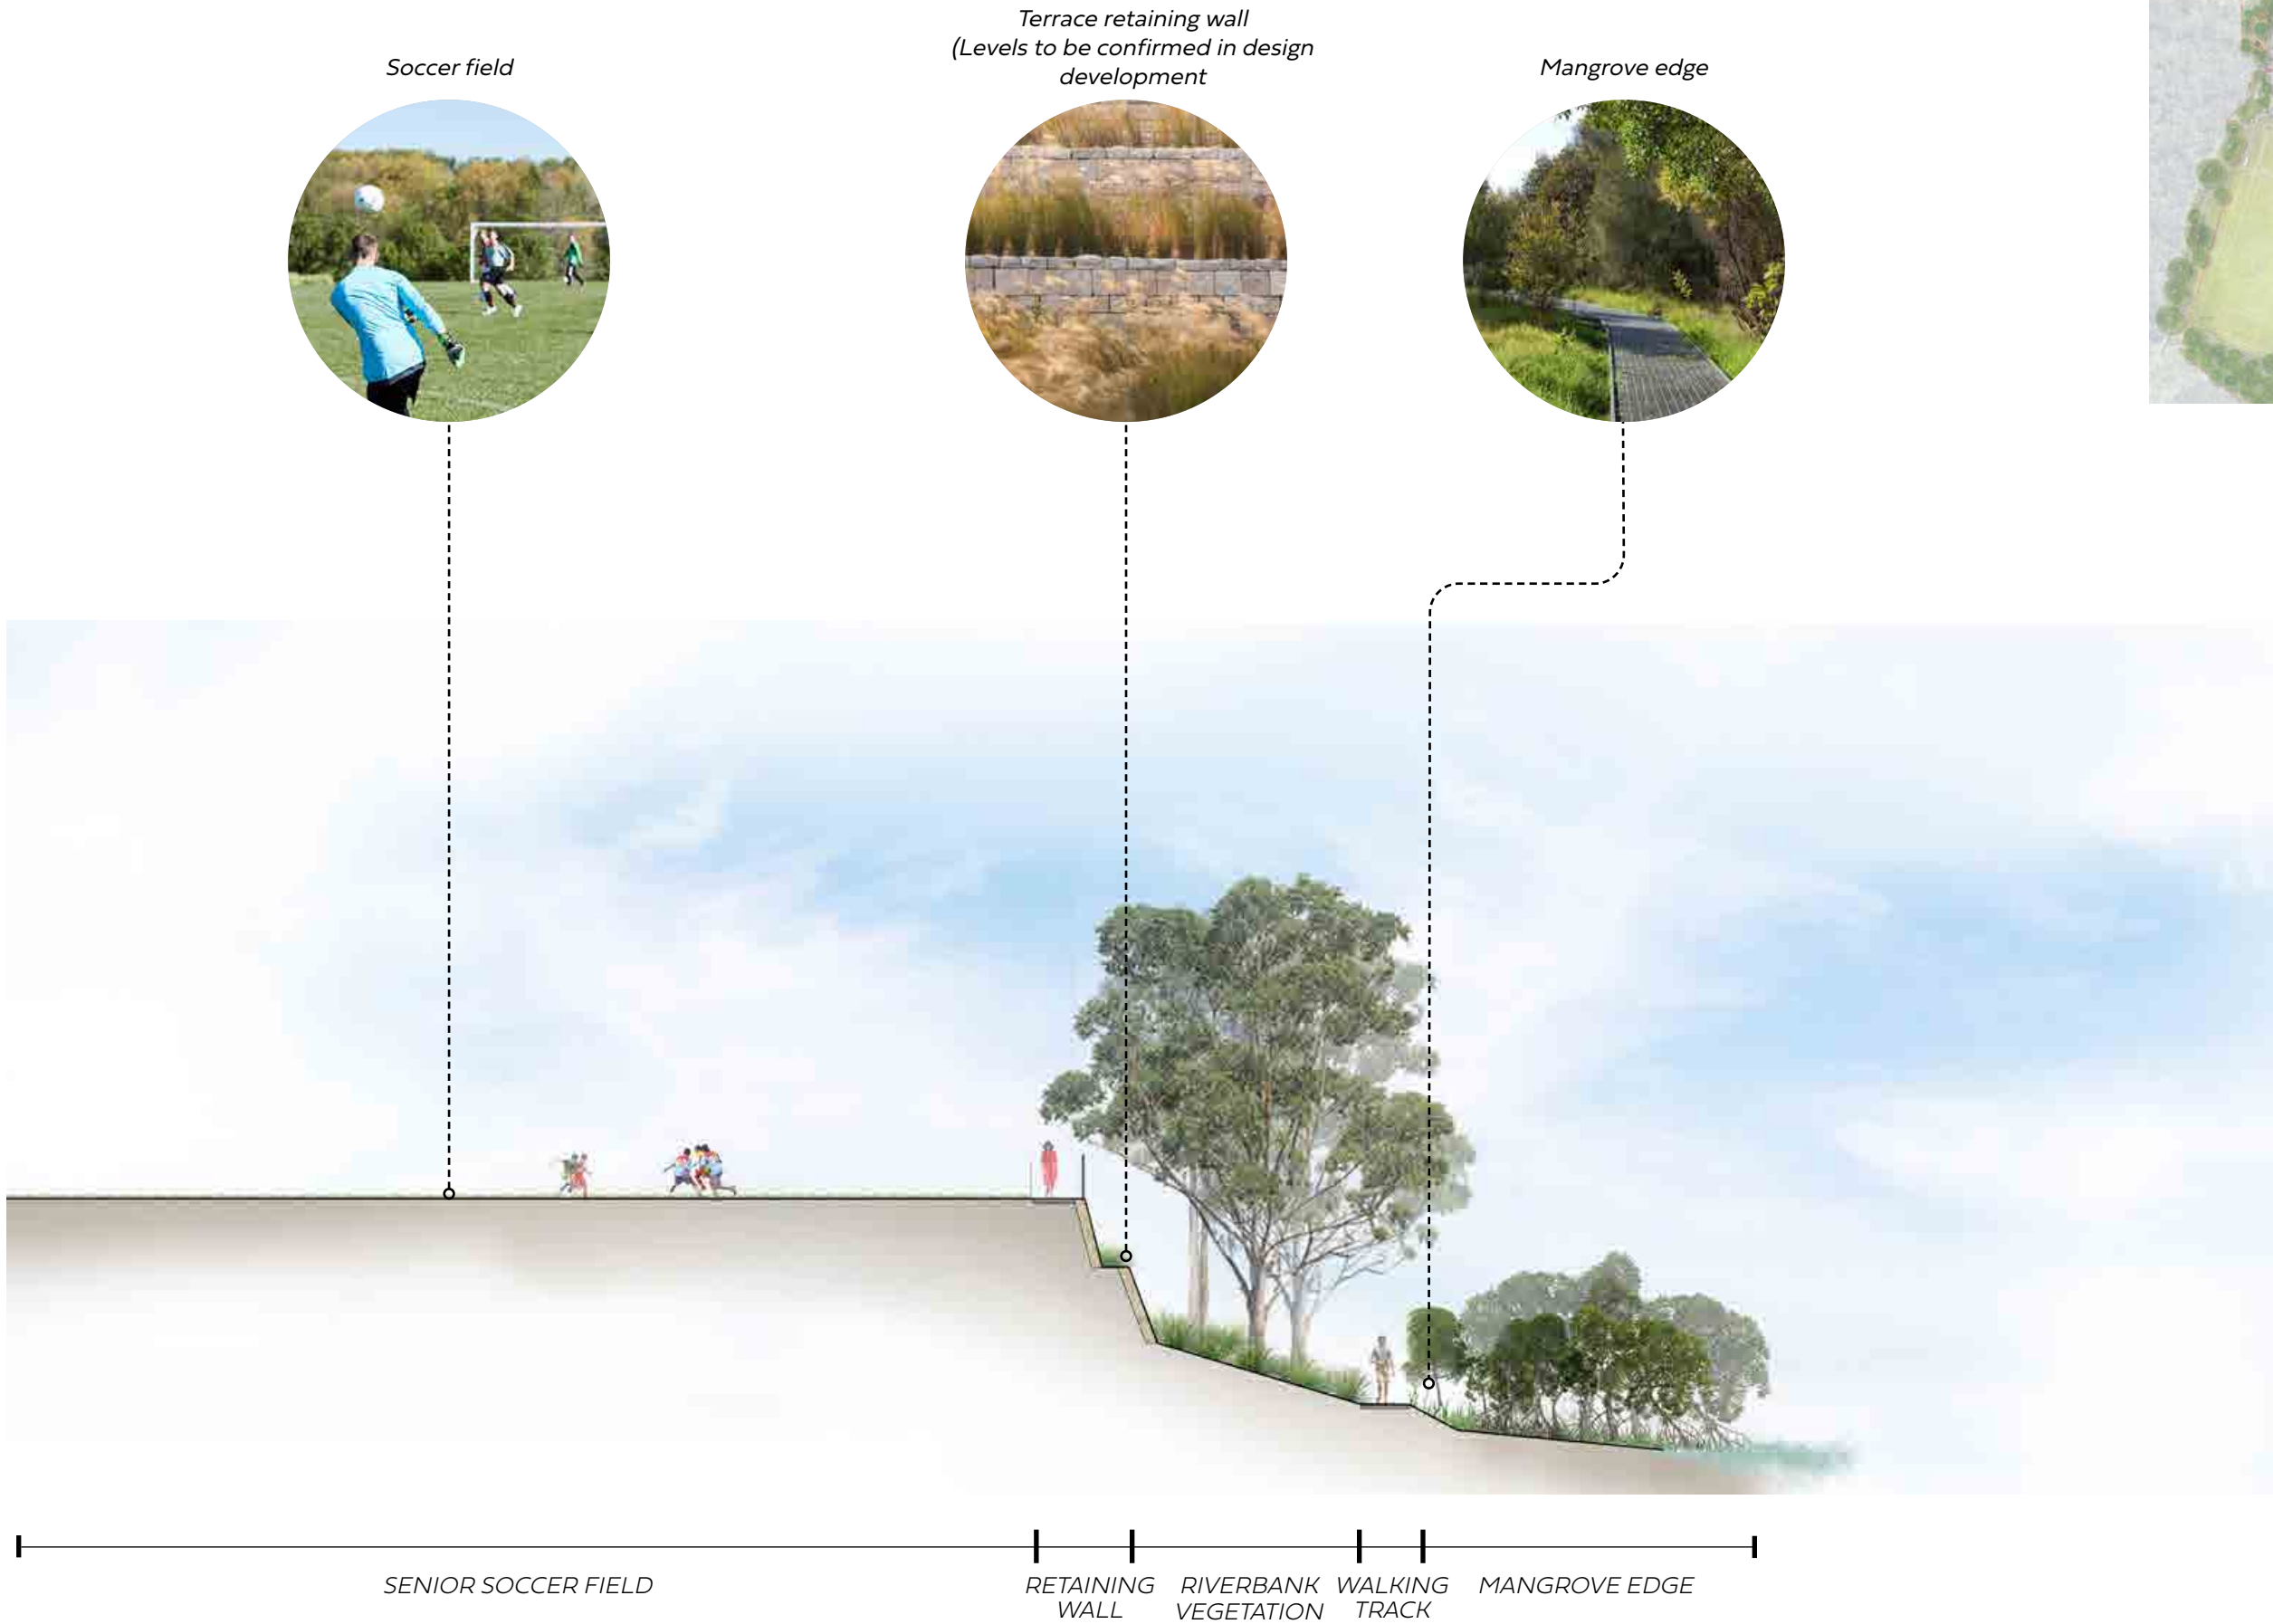 Soccer field
Terrace retaining wall
(Levels to be confirmed in design
development
Mangrove edge
SENIOR SOCCER FIELD
RETAINING
WALL
RIVERBANK
VEGETATION
WALKING
TRACK
MANGROVE EDGE